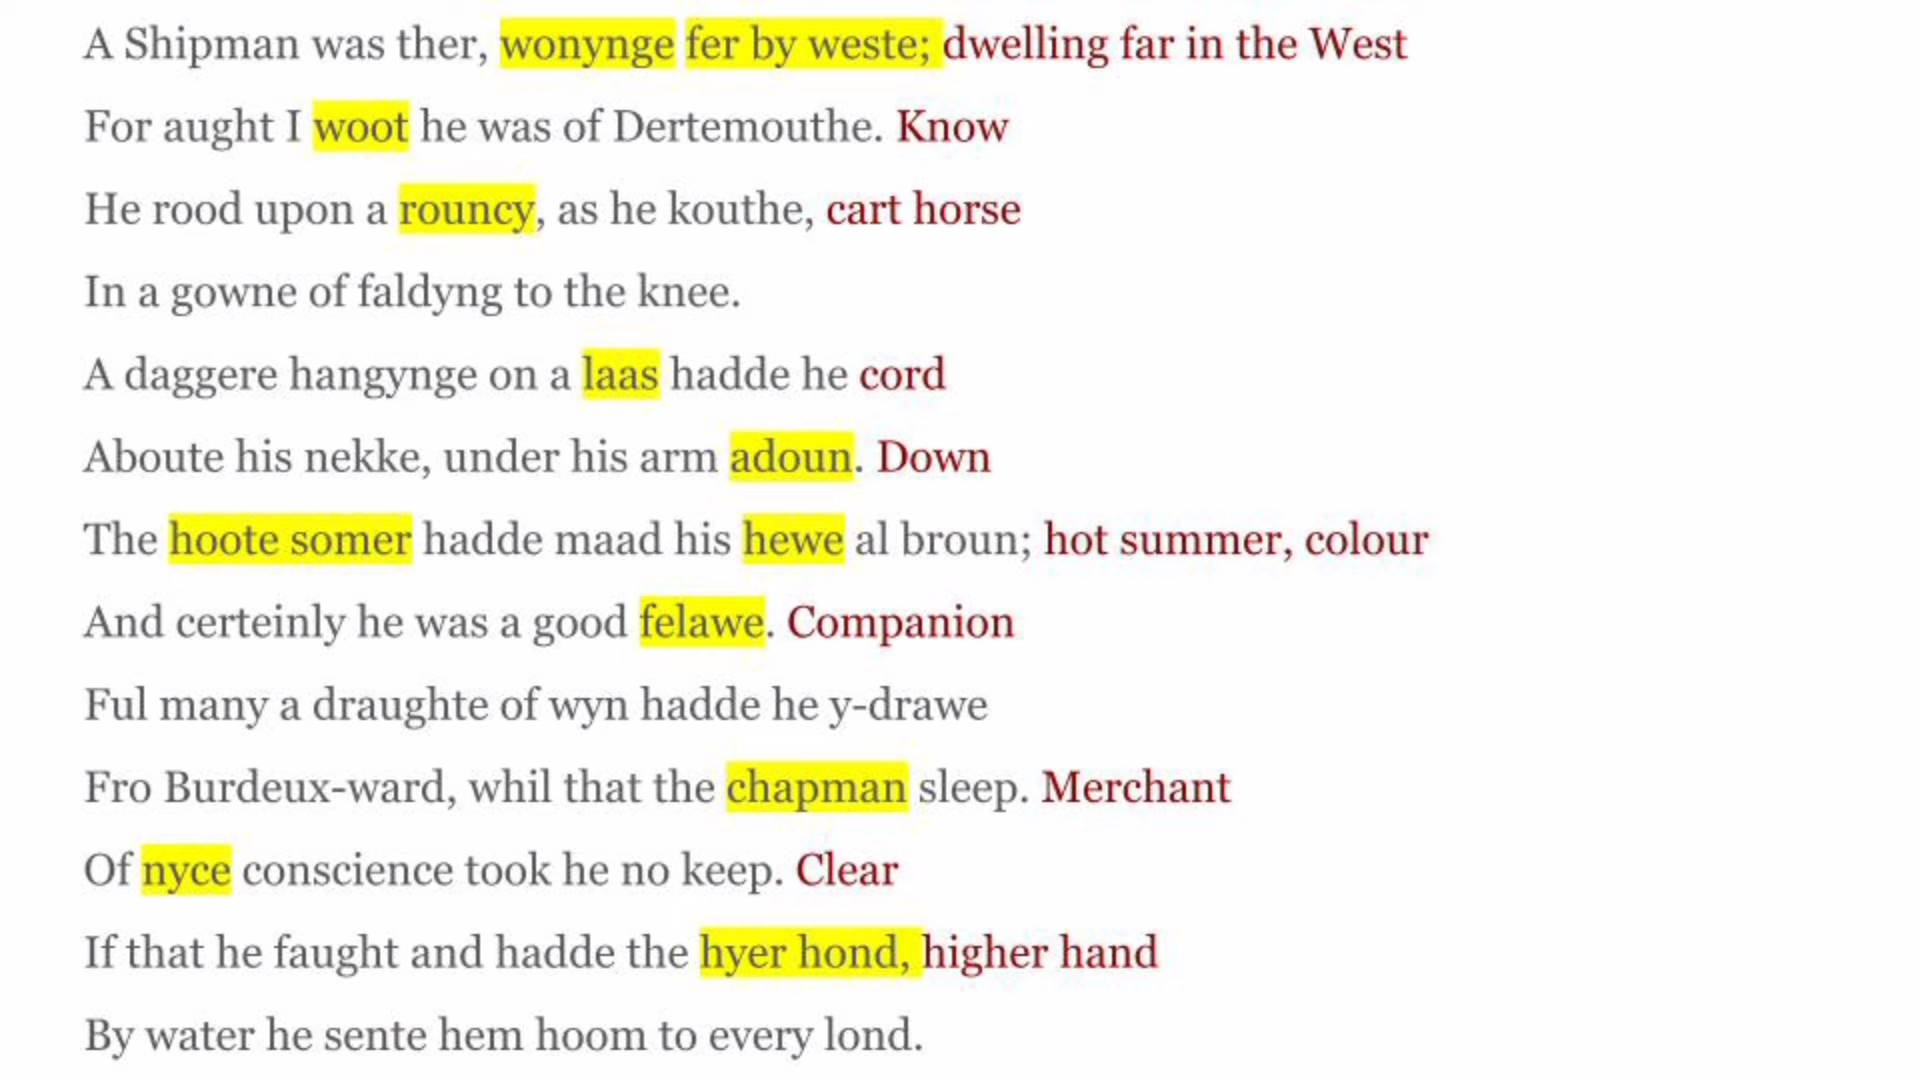 A Shipman was ther, wonynge fer by weste; dwelling far in the West
For aught I woot he was of Dertemouthe. Know
He rood upon a rouncy, as he kouthe, cart horse
In a gowne of faldyng to the knee.
A daggere hangynge on a laas hadde he cord
Aboute his nekke, under his arm adoun. Down
The hoote somer hadde maad his hewe al broun; hot summer, colour
And certeinly he was a good felawe. Companion
Ful many a draughte of wyn hadde he y-drawe
Fro Burdeux-ward, whil that the chapman sleep. Merchant
Of nyce conscience took he no keep. Clear
If that he faught and hadde the hyer hond, higher hand
By water he sente hem hoom to every lond.